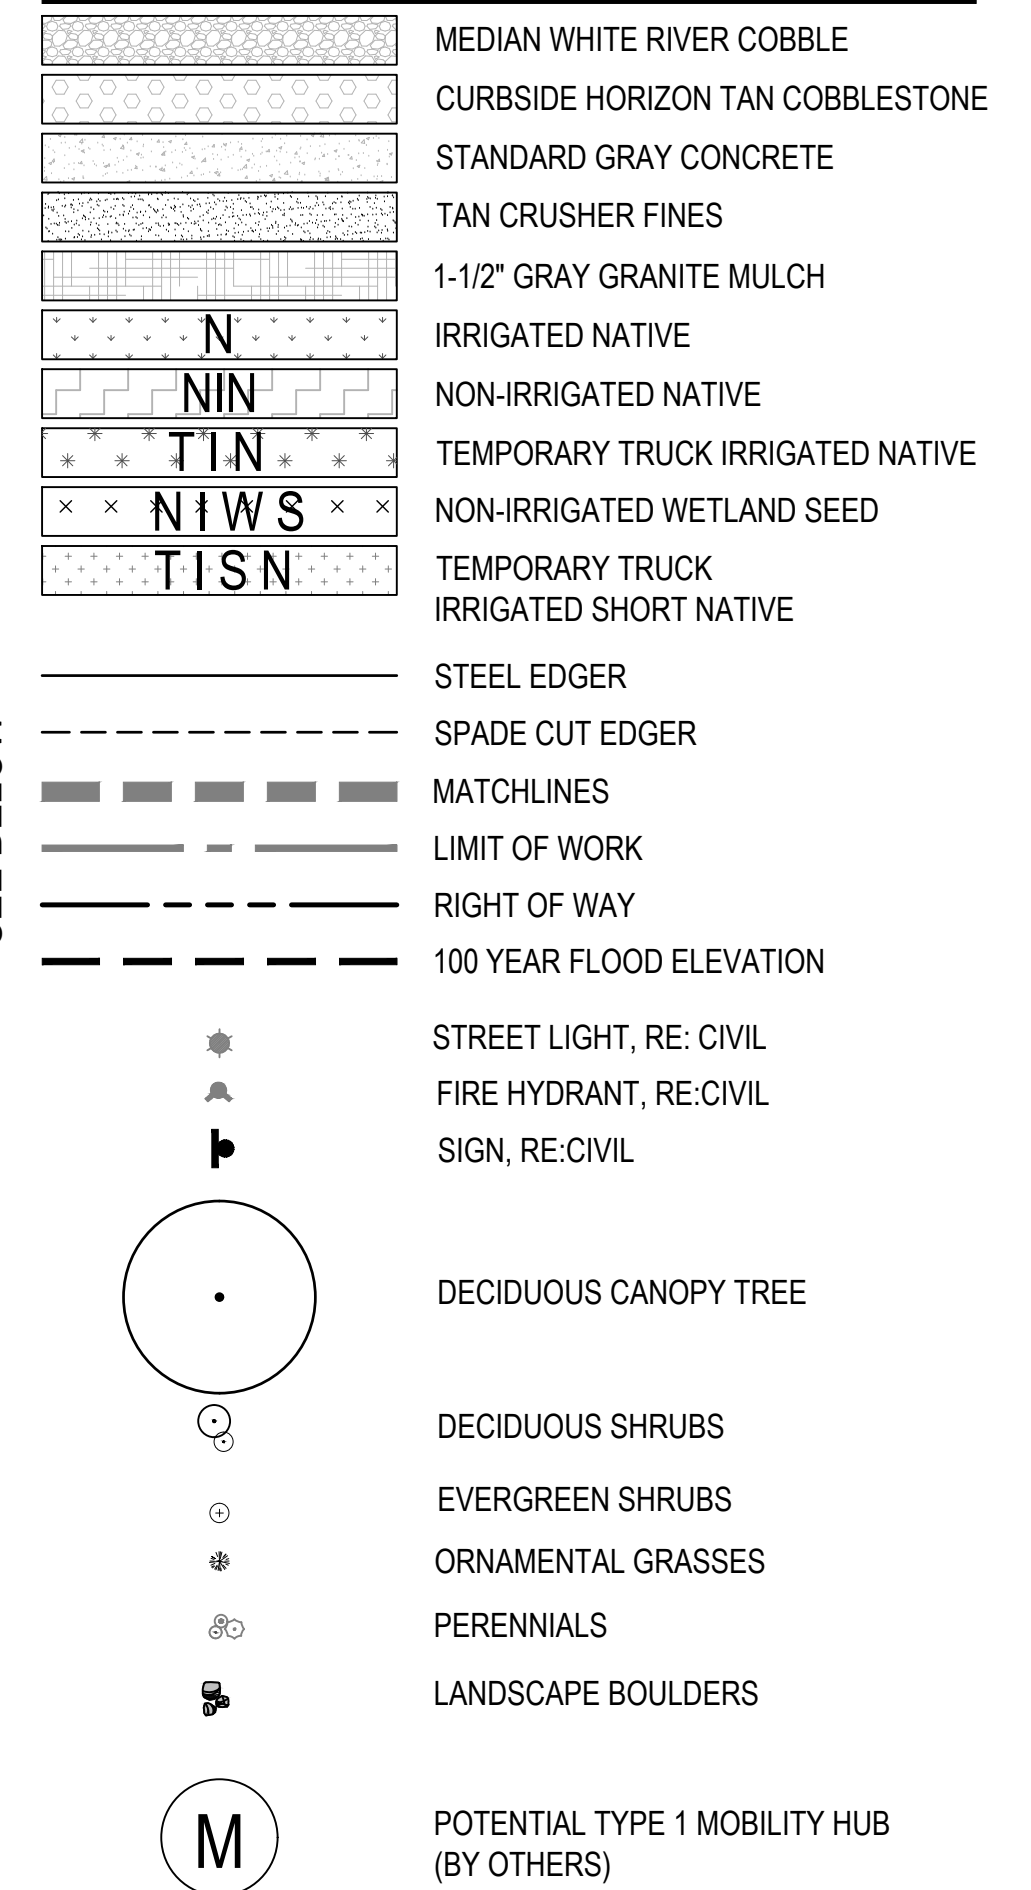 MEDIAN WHITE RIVER COBBLE
CURBSIDE HORIZON TAN COBBLESTONE
STANDARD GRAY CONCRETE
TAN CRUSHER FINES
1-1/2" GRAY GRANITE MULCH
N IRRIGATED NATIVE
NIN NON-IRRIGATED NATIVE
TIN TEMPORARY TRUCK IRRIGATED NATIVE
NIWS NON-IRRIGATED WETLAND SEED
TISN TEMPORARY TRUCK
IRRIGATED SHORT NATIVE
STEEL EDGER
SPADE CUT EDGER
MATCHLINES
LIMIT OF WORK
RIGHT OF WAY
100 YEAR FLOOD ELEVATION
STREET LIGHT, RE: CIVIL
FIRE HYDRANT, RE:CIVIL
SIGN, RE:CIVIL
DECIDUOUS CANOPY TREE
DECIDUOUS SHRUBS
EVERGREEN SHRUBS
ORNAMENTAL GRASSES
PERENNIALS
LANDSCAPE BOULDERS
M POTENTIAL TYPE 1 MOBILITY HUB
(BY OTHERS)